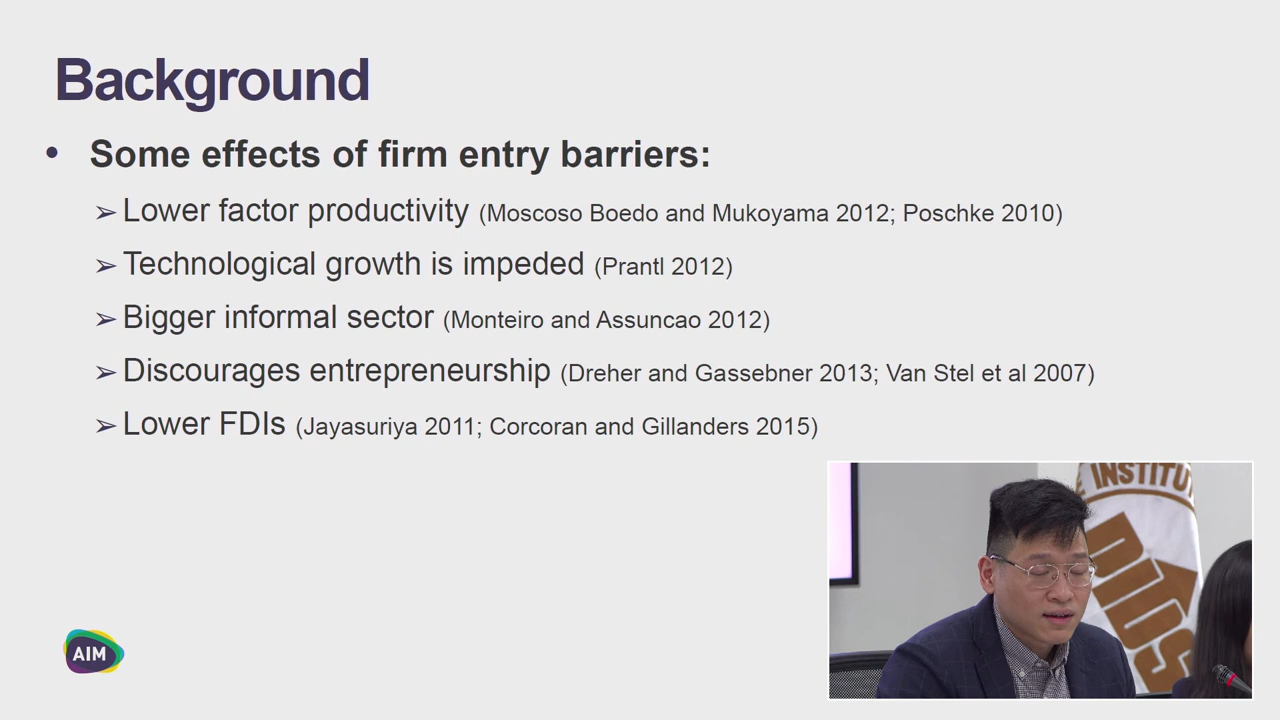 Background
• Some effects of firm entry barriers:
➢ Lower factor productivity (Moscoso Boedo and Mukoyama 2012; Poschke 2010)
➢ Technological growth is impeded (Prantl 2012)
➢ Bigger informal sector (Monteiro and Assuncao 2012)
➢ Discourages entrepreneurship (Dreher and Gassebner 2013; Van Stel et al 2007)
➢ Lower FDIs (Jayasuriya 2011; Corcoran and Gillanders 2015)
AIM